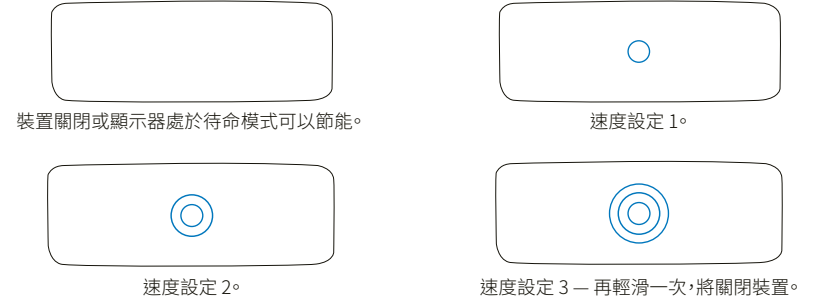 裝置關閉或顯示器處於待命模式可以節能。
速度設定 1。
速度設定 2。
速度設定 3 — 再輕滑一次，將關閉裝置。